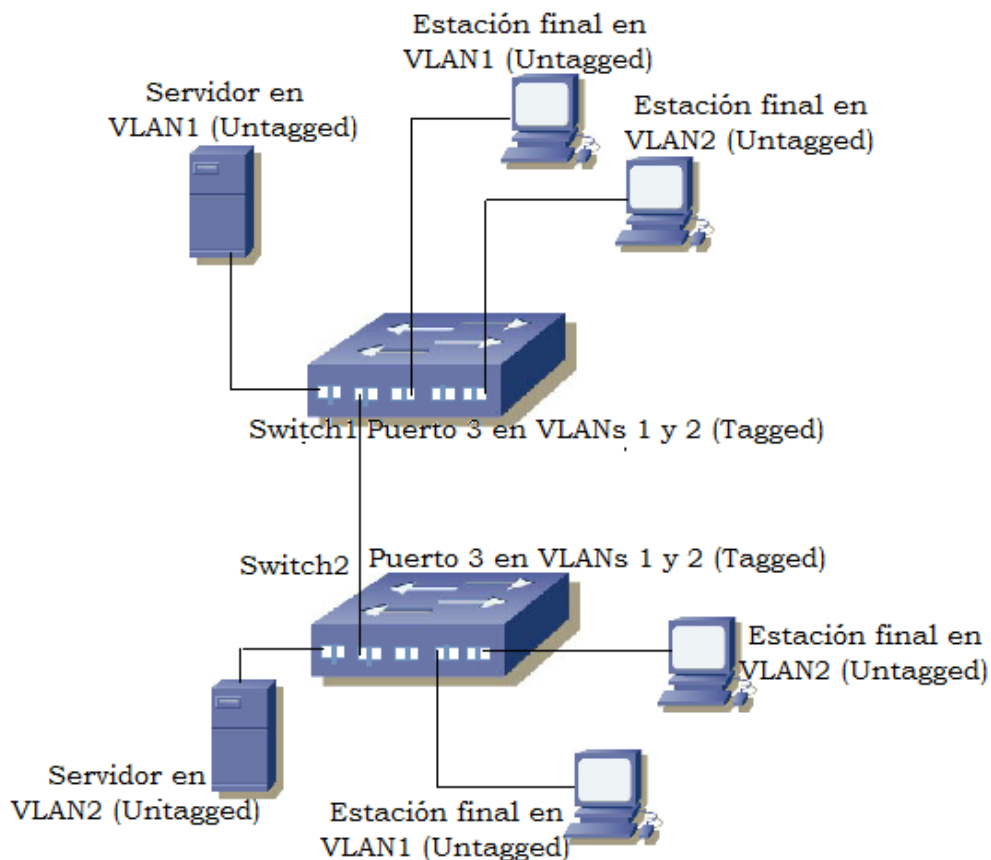 Estación final en
VLAN1 (Untagged)
Servidor en
VLAN1 (Untagged)
Estación final en
VLAN2 (Untagged)
Switch1 Puerto 3 en VLANs 1 y 2 (Tagged)
Switch2
Puerto 3 en VLANs 1 y 2 (Tagged)
Estación final en
VLAN2 (Untagged)
Servidor en
VLAN2 (Untagged)
Estación final en
VLAN1 (Untagged)